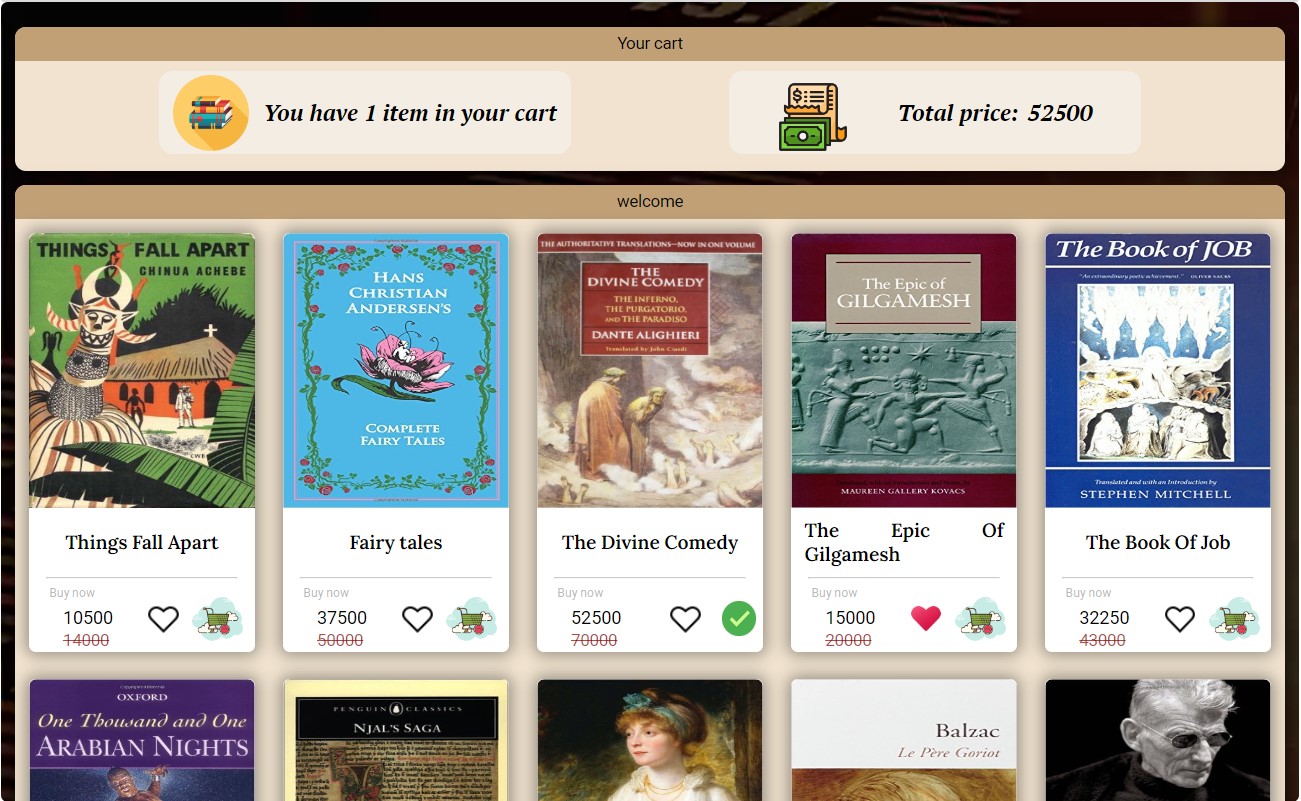 Your cart
You have 1 item in your cart
Total price: 52500
welcome
THINGS FALL APART
CHINUA ACHEBE
CWB
Things Fall Apart
Buy now
10500
14000
HANS
CHRISTIAN
ANDERSEN'S
COMPLETE
FAIRY TALES
Fairy tales
Buy now
37500
50000
THE AUTHORITATIVE TRANSLATIONS—NOW IN ONE VOLUME
THE
DIVINE COMEDY
THE INFERNO,
THE PURGATORIO,
AND THE PARADISO
DANTE ALIGHIERI
Translated by John Ciardi
The Divine Comedy
Buy now
52500
70000
The Epic of
GILGAMESH
MAUREEN GALLERY KOVACS
The Epic Of
Gilgamesh
Buy now
15000
20000
The Book of JOB
"An extraordinary poetic achievement." OLIVER SACKS
Translated and with an Introduction by
STEPHEN MITCHELL
The Book Of Job
Buy now
32250
43000
OXFORD
One Thousand and One
ARABIAN NIGHTS
PENGUIN CLASSICS
NJAL'S SAGA
Balzac
Le Père Goriot